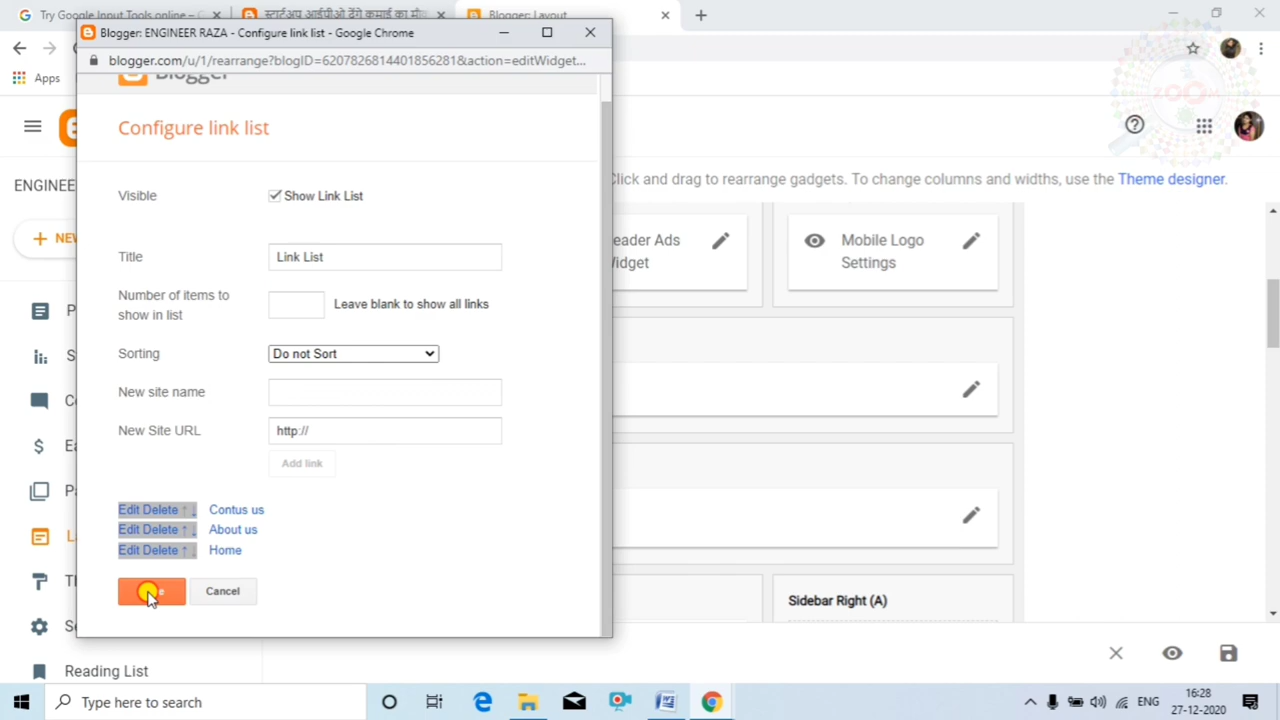 Try Google Input Tools online –
स्टार्टअप आईपीओ देंगे कमाई का मौ
Blogger: Layout
Blogger: ENGINEER RAZA - Configure link list - Google Chrome
blogger.com/u/1/rearrange?blogID=6207826814401856281&action=editWidget...
Apps
ZOOM
Blogger
Configure link list
ENGINEE
Click and drag to rearrange gadgets. To change columns and widths, use the Theme designer.
Visible
Show Link List
NEW
eader Ads
Widget
Mobile Logo
Settings
Title
Link List
Number of items to
show in list
Leave blank to show all links
Sorting
Do not Sort
New site name
New Site URL
http://
Add link
Edit Delete ↑ ↓ Contus us
Edit Delete ↑ ↓ About us
Edit Delete ↑ ↓ Home
Cancel
Sidebar Right (A)
Reading List
Type here to search
ENG
16:28
27-12-2020